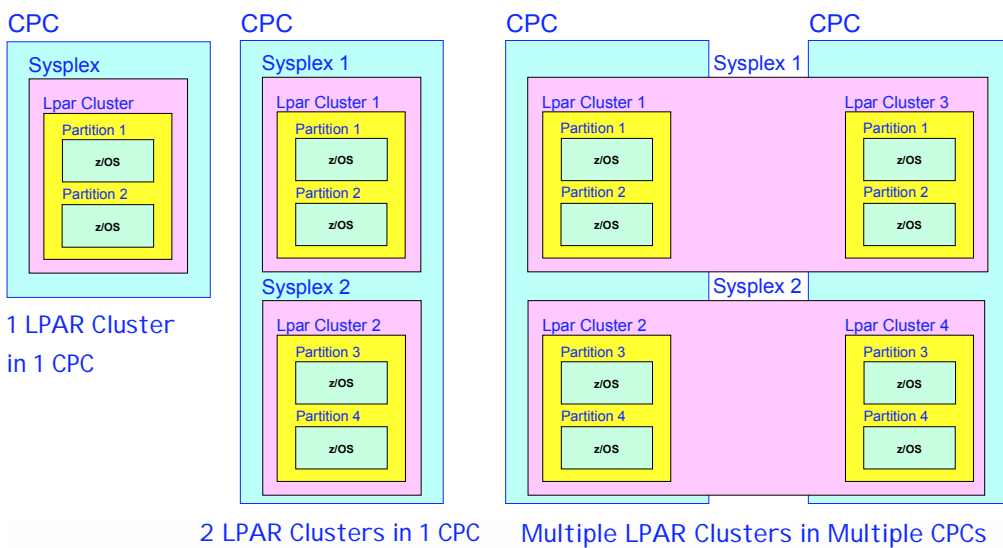 CPC
Sysplex
Lpar Cluster
Partition 1
z/OS
Partition 2
z/OS
1 LPAR Cluster
in 1 CPC
CPC
Sysplex 1
Lpar Cluster 1
Partition 1
z/OS
Partition 2
z/OS
Sysplex 2
Lpar Cluster 2
Partition 3
z/OS
Partition 4
z/OS
2 LPAR Clusters in 1 CPC
CPC
CPC
Sysplex 1
Lpar Cluster 1
Partition 1
z/OS
Partition 2
z/OS
Lpar Cluster 3
Partition 1
z/OS
Partition 2
z/OS
Sysplex 2
Lpar Cluster 2
Partition 3
z/OS
Partition 4
z/OS
Lpar Cluster 4
Partition 3
z/OS
Partition 4
z/OS
Multiple LPAR Clusters in Multiple CPCs